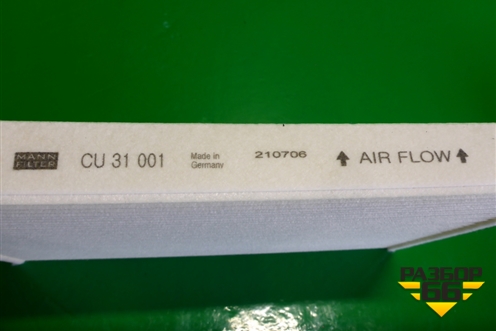 MANN
FILTER
CU 31 001
Made in
Germany
210706
AIR FLOW
РАЗБОР
66